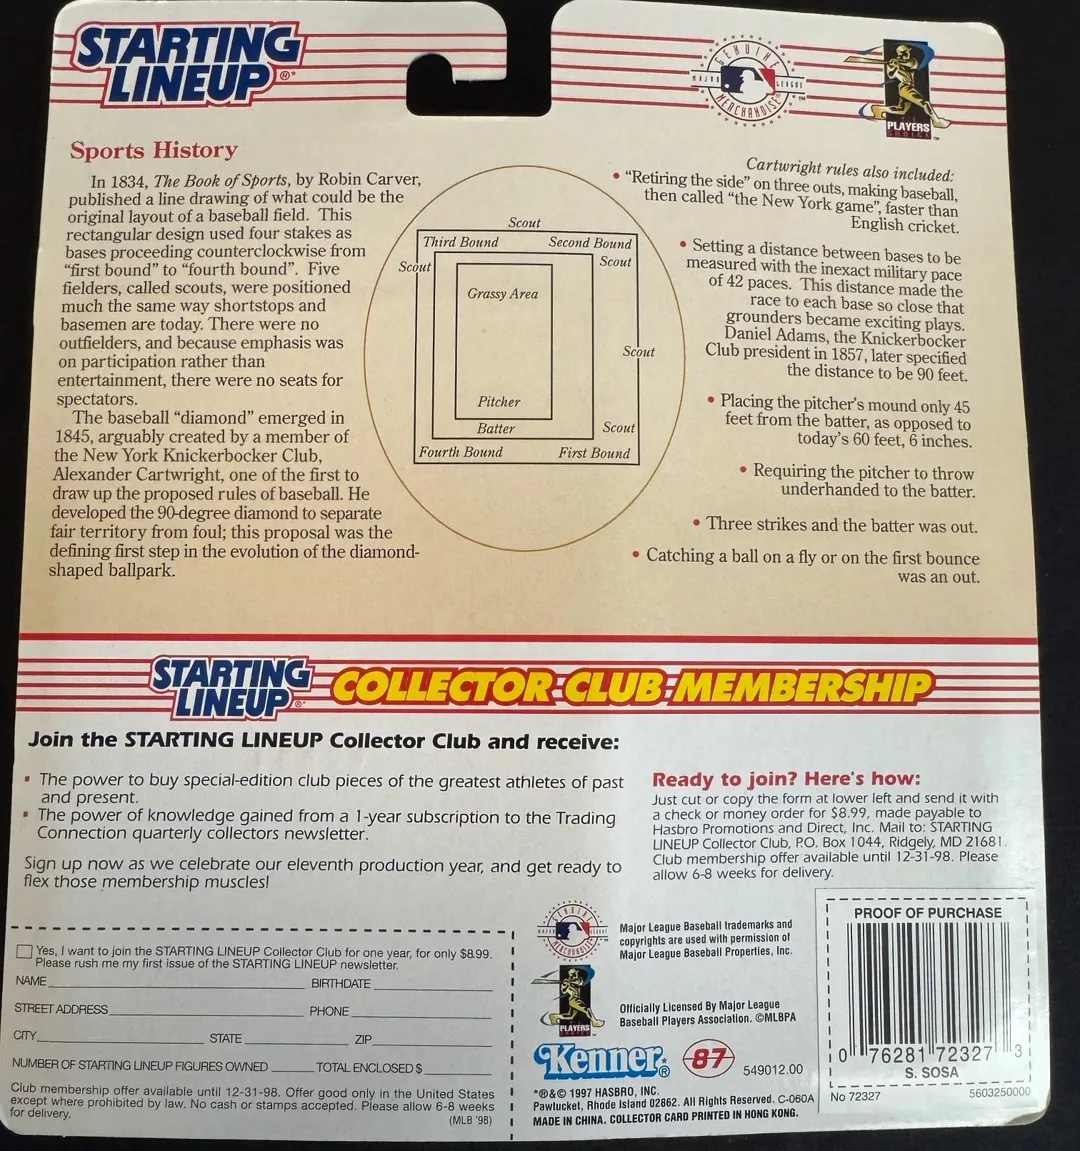 STARTING
LINEUP®*
GENUINE
MAJOR LEAGUE
MERCHANDISE™
PLAYERS
CHOICE™
Sports History
In 1834, The Book of Sports, by Robin Carver,
published a line drawing of what could be the
original layout of a baseball field. This
rectangular design used four stakes as
bases proceeding counterclockwise from
“first bound” to “fourth bound”. Five
fielders, called scouts, were positioned
much the same way shortstops and
basemen are today. There were no
outfielders, and because emphasis was
on participation rather than
entertainment, there were no seats for
spectators.
The baseball “diamond” emerged in
1845, arguably created by a member of
the New York Knickerbocker Club,
Alexander Cartwright, one of the first to
draw up the proposed rules of baseball. He
developed the 90-degree diamond to separate
fair territory from foul; this proposal was the
defining first step in the evolution of the diamond-
shaped ballpark.
Scout
Third Bound
Second Bound
Scout
Scout
Grassy Area
Scout
Pitcher
Batter
Scout
Fourth Bound
First Bound
Cartwright rules also included:
• “Retiring the side” on three outs, making baseball,
then called “the New York game”, faster than
English cricket.
• Setting a distance between bases to be
measured with the inexact military pace
of 42 paces. This distance made the
race to each base so close that
grounders became exciting plays.
Daniel Adams, the Knickerbocker
Club president in 1857, later specified
the distance to be 90 feet.
• Placing the pitcher's mound only 45
feet from the batter, as opposed to
today's 60 feet, 6 inches.
• Requiring the pitcher to throw
underhanded to the batter.
• Three strikes and the batter was out.
• Catching a ball on a fly or on the first bounce
was an out.
STARTING
LINEUP®*
COLLECTOR CLUB MEMBERSHIP
Join the STARTING LINEUP Collector Club and receive:
• The power to buy special-edition club pieces of the greatest athletes of past
and present.
• The power of knowledge gained from a 1-year subscription to the Trading
Connection quarterly collectors newsletter.
Sign up now as we celebrate our eleventh production year, and get ready to
flex those membership muscles!
Ready to join? Here's how:
Just cut or copy the form at lower left and send it with
a check or money order for $8.99, made payable to
Hasbro Promotions and Direct, Inc. Mail to: STARTING
LINEUP Collector Club, P.O. Box 1044, Ridgely, MD 21681.
Club membership offer available until 12-31-98. Please
allow 6-8 weeks for delivery.
Yes, I want to join the STARTING LINEUP Collector Club for one year, for only $8.99.
Please rush me my first issue of the STARTING LINEUP newsletter.
NAME BIRTHDATE
STREET ADDRESS PHONE
CITY STATE ZIP
NUMBER OF STARTING LINEUP FIGURES OWNED TOTAL ENCLOSED $
Club membership offer available until 12-31-98. Offer good only in the United States
except where prohibited by law. No cash or stamps accepted. Please allow 6-8 weeks
for delivery.
(MLB '98)
GENUINE
MAJOR LEAGUE
MERCHANDISE™
Major League Baseball trademarks and
copyrights are used with permission of
Major League Baseball Properties, Inc.
PLAYERS
CHOICE™
Officially Licensed By Major League
Baseball Players Association. ©MLBPA
Kenner®
87
549012.00
*®& © 1997 HASBRO, INC.
Pawtucket, Rhode Island 02862. All Rights Reserved. C-060A
MADE IN CHINA. COLLECTOR CARD PRINTED IN HONG KONG.
PROOF OF PURCHASE
0 76281 72327 3
S. SOSA
No 72327
5603250000